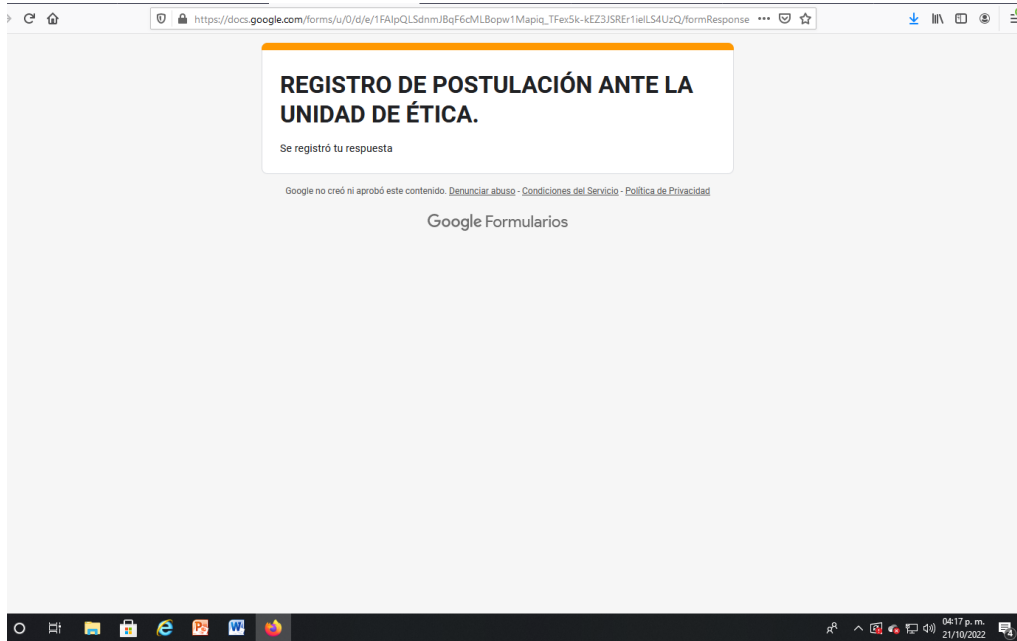 https://docs.google.com/forms/u/0/d/e/1FAIpQLSdnmJBqF6cMLBopw1Mapiq_TFex5k-kEZ3JSREr1ielLS4UzQ/formResponse
REGISTRO DE POSTULACIÓN ANTE LA
UNIDAD DE ÉTICA.
Se registró tu respuesta
Google no creó ni aprobó este contenido. Denunciar abuso - Condiciones del Servicio - Política de Privacidad
Google Formularios
04:17 p. m.
21/10/2022
4